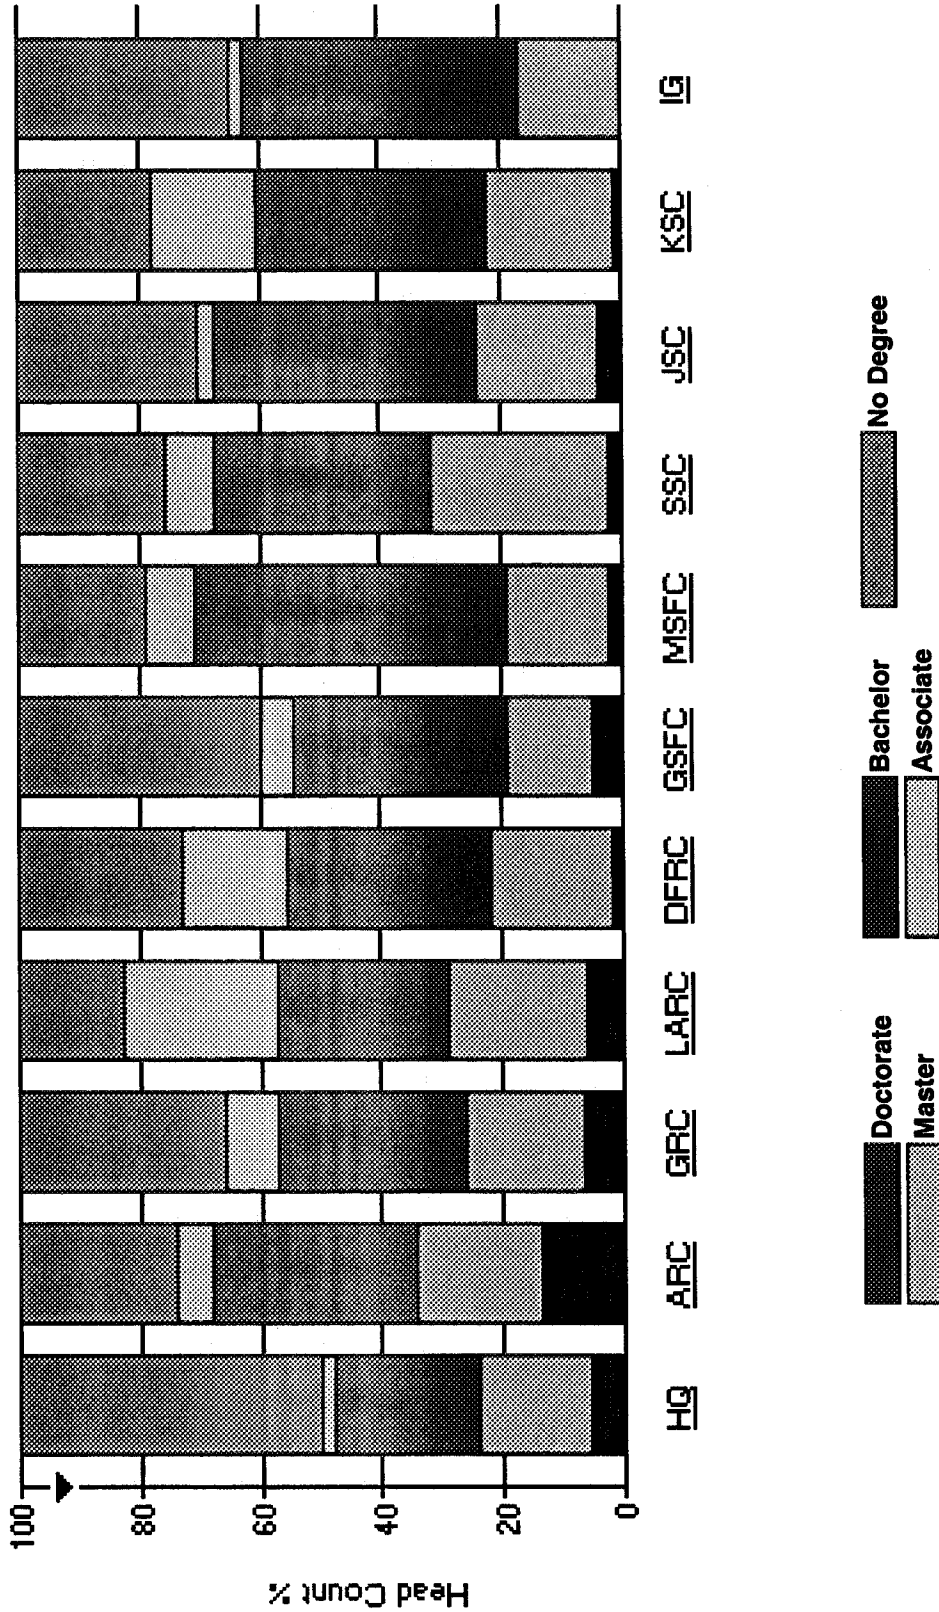 Head Count %
100
80
60
40
20
0
HQ ARC GRC LARC DFRC GSFC MSFC SSC JSC KSC IG
Doctorate Bachelor No Degree
Master Associate